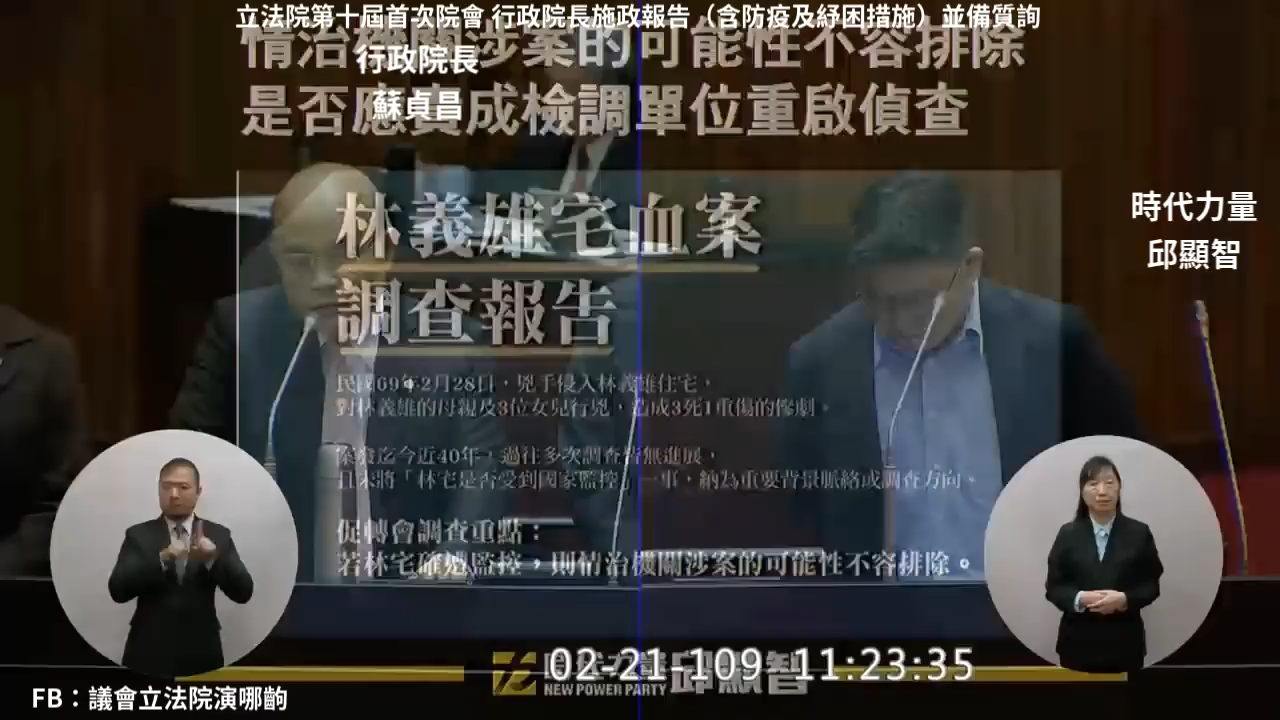 立法院第十屆首次院會 行政院長施政報告（含防疫及紓困措施）並備質詢
情治機關涉案的可能性不容排除
行政院長
是否應責成檢調單位重啟偵查
蘇貞昌
時代力量
邱顯智
林義雄宅血案
調查報告
民國69年2月28日，兇手侵入林義雄住宅，
對林義雄的母親及3位女兒行兇，造成3死1重傷的慘劇。
案發迄今近40年，過往多次調查皆無進展，
且未將「林宅是否受到國家監控」一事，納為重要背景脈絡或調查方向。
促轉會調查重點：
若林宅確遭監控，則情治機關涉案的可能性不容排除。
時代力量 邱顯智
NEW POWER PARTY
02-21-109 11:23:35
FB：議會立法院演哪齣